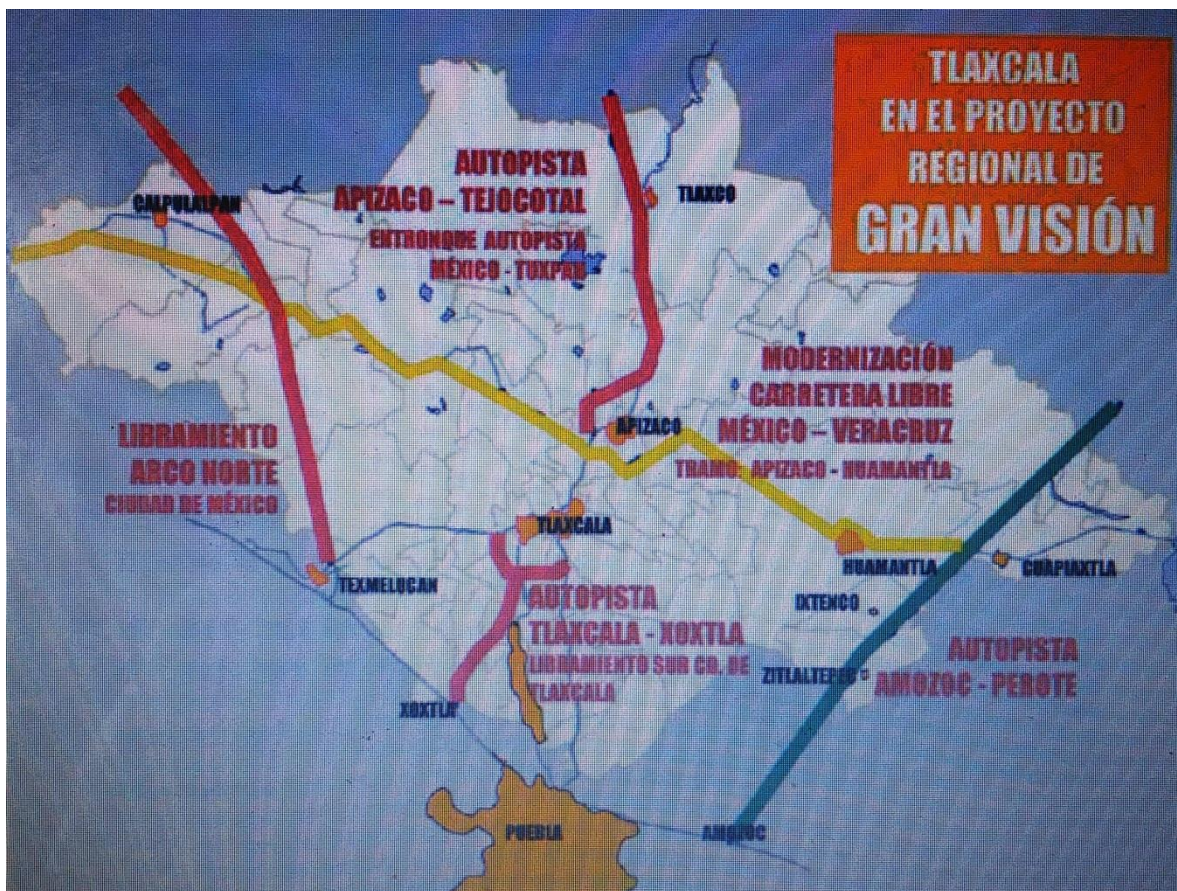 TLAXCALA
EN EL PROYECTO
REGIONAL DE
GRAN VISIÓN
AUTOPISTA
APIZACO – TEJOCOTAL
ENTRONQUE AUTOPISTA
MÉXICO - TUXPAN
CALPULALPAN
TLAXCO
MODERNIZACIÓN
CARRETERA LIBRE
MÉXICO – VERACRUZ
TRAMO: APIZACO - HUAMANTLA
APIZACO
LIBRAMIENTO
ARCO NORTE
CIUDAD DE MÉXICO
TLAXCALA
TEXMELUCAN
HUAMANTLA
CUAPIAXTLA
IXTENCO
AUTOPISTA
TLAXCALA - XOXTLA
LIBRAMIENTO SUR CD. DE
TLAXCALA
ZITLALTEPEC
AUTOPISTA
AMOZOC - PEROTE
XOXTLA
PUEBLA
AMOZOC